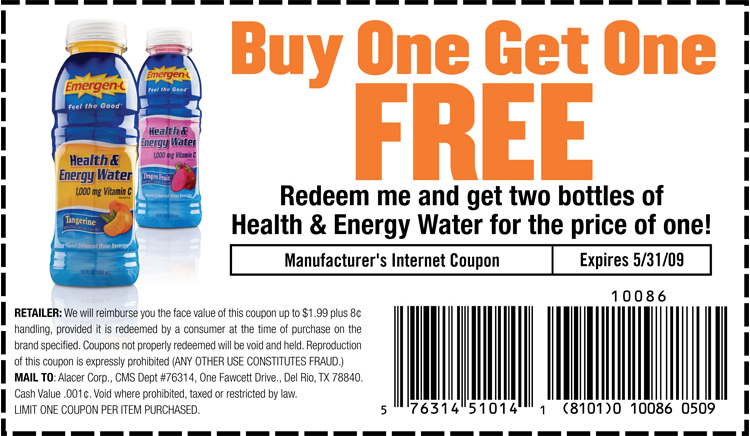 Emergen-C
Feel the Good
Health &
Energy Water
1,000 mg Vitamin C
Tangerine
Emergen-C
Feel the Good
Health &
Energy Water
1,000 mg Vitamin C
Dragon Fruit
Buy One Get One
FREE
Redeem me and get two bottles of
Health & Energy Water for the price of one!
Manufacturer's Internet Coupon
Expires 5/31/09
RETAILER: We will reimburse you the face value of this coupon up to $1.99 plus 8¢
handling, provided it is redeemed by a consumer at the time of purchase on the
brand specified. Coupons not properly redeemed will be void and held. Reproduction
of this coupon is expressly prohibited (ANY OTHER USE CONSTITUTES FRAUD.)
MAIL TO: Alacer Corp., CMS Dept #76314, One Fawcett Drive., Del Rio, TX 78840.
Cash Value .001¢. Void where prohibited, taxed or restricted by law.
LIMIT ONE COUPON PER ITEM PURCHASED.
10086
5 76314 51014 1 (8101)0 10086 0509